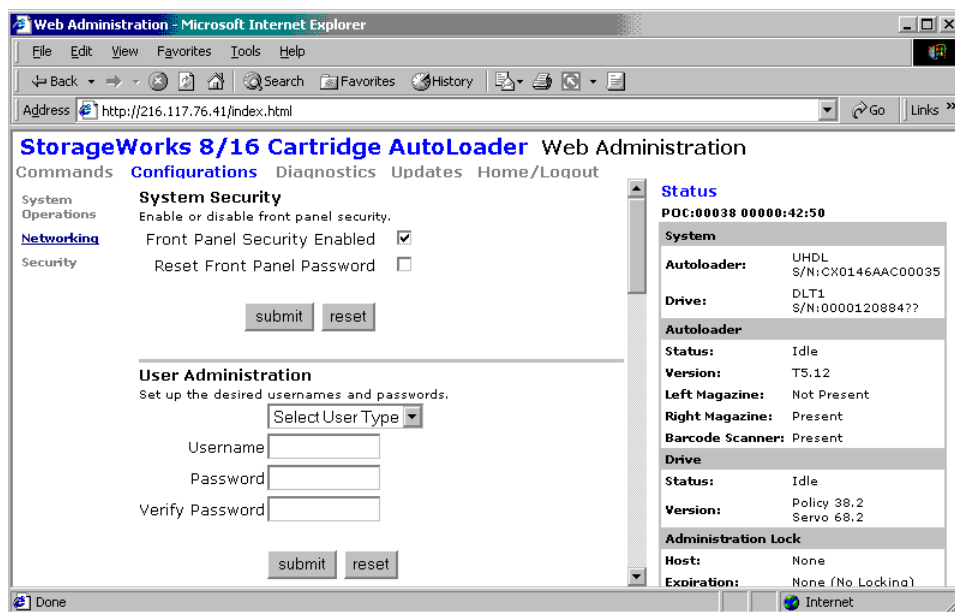 Web Administration - Microsoft Internet Explorer
File Edit View Favorites Tools Help
Back Search Favorites History
Address http://216.117.76.41/index.html Go Links »
StorageWorks 8/16 Cartridge AutoLoader Web Administration
Commands Configurations Diagnostics Updates Home/Logout
System Operations
Networking
Security
System Security
Enable or disable front panel security.
Front Panel Security Enabled
Reset Front Panel Password
submit reset
User Administration
Set up the desired usernames and passwords.
Select User Type
Username
Password
Verify Password
submit reset
Status
POC:00038 00000:42:50
System
Autoloader: UHDL
S/N:CX0146AAC00035
Drive: DLT1
S/N:0000120884??
Autoloader
Status: Idle
Version: T5.12
Left Magazine: Not Present
Right Magazine: Present
Barcode Scanner: Present
Drive
Status: Idle
Version: Policy 38.2
Servo 68.2
Administration Lock
Host: None
Expiration: None (No Locking)
Done Internet